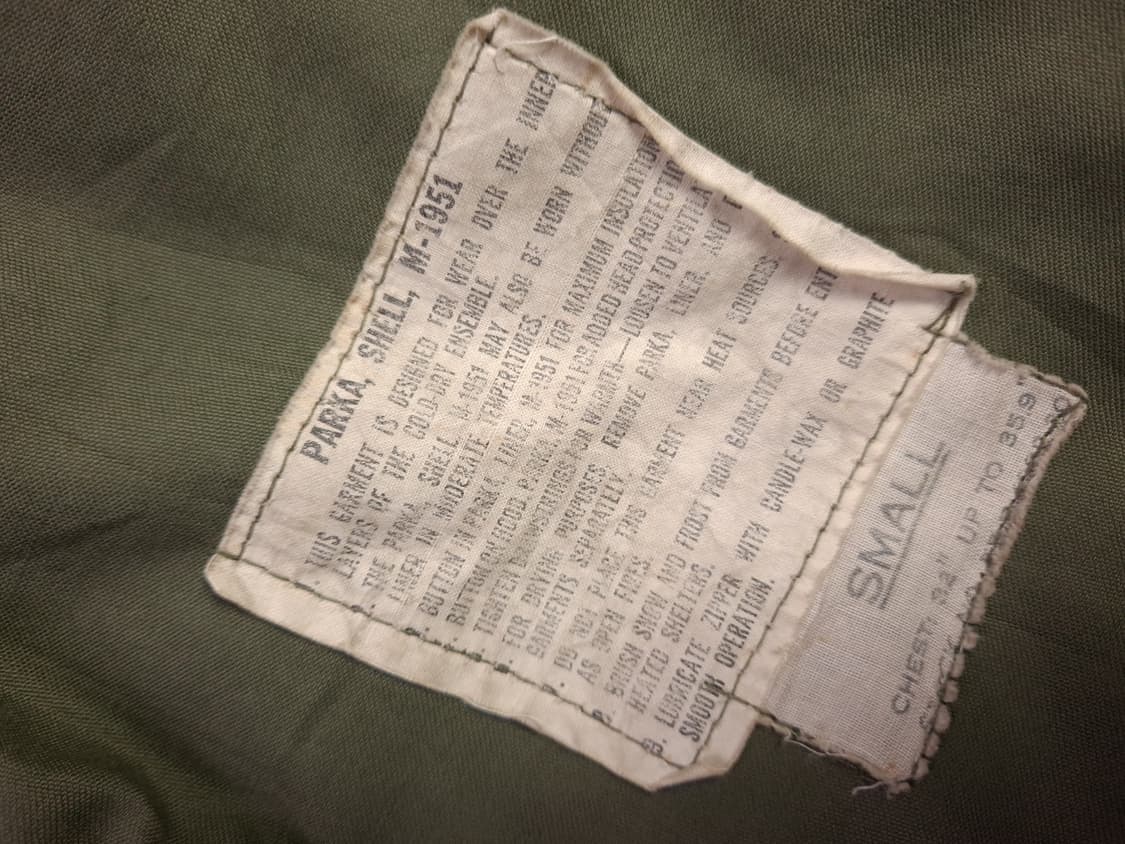 PARKA, SHELL, M-1951
THIS GARMENT IS DESIGNED FOR WEAR OVER THE INNER
LAYERS OF THE COLD-DRY ENSEMBLE.
THE PARKA SHELL M-1951 MAY ALSO BE WORN WITHOUT
LINER IN MODERATE TEMPERATURES.
BUTTON IN PARKA LINER M-1951 FOR MAXIMUM INSULATION
BUTTON ON HOOD PARKA M-1951 FOR ADDED HEAD PROTECTIO
TIGHTEN FOR WARMTH—LOOSEN TO VENTILA
FOR DRYING PURPOSES, REMOVE PARKA, LINER, AND
GARMENTS SEPARATELY.
DO NOT PLACE THIS GARMENT NEAR HEAT SOURCES,
AS OPEN FIRES
BRUSH SNOW AND FROST FROM GARMENTS BEFORE ENT
HEATED SHELTERS.
LUBRICATE ZIPPER WITH CANDLE-WAX OR GRAPHITE
SMOOTH OPERATION.
SMALL
CHEST: 32" UP TO 35.9"